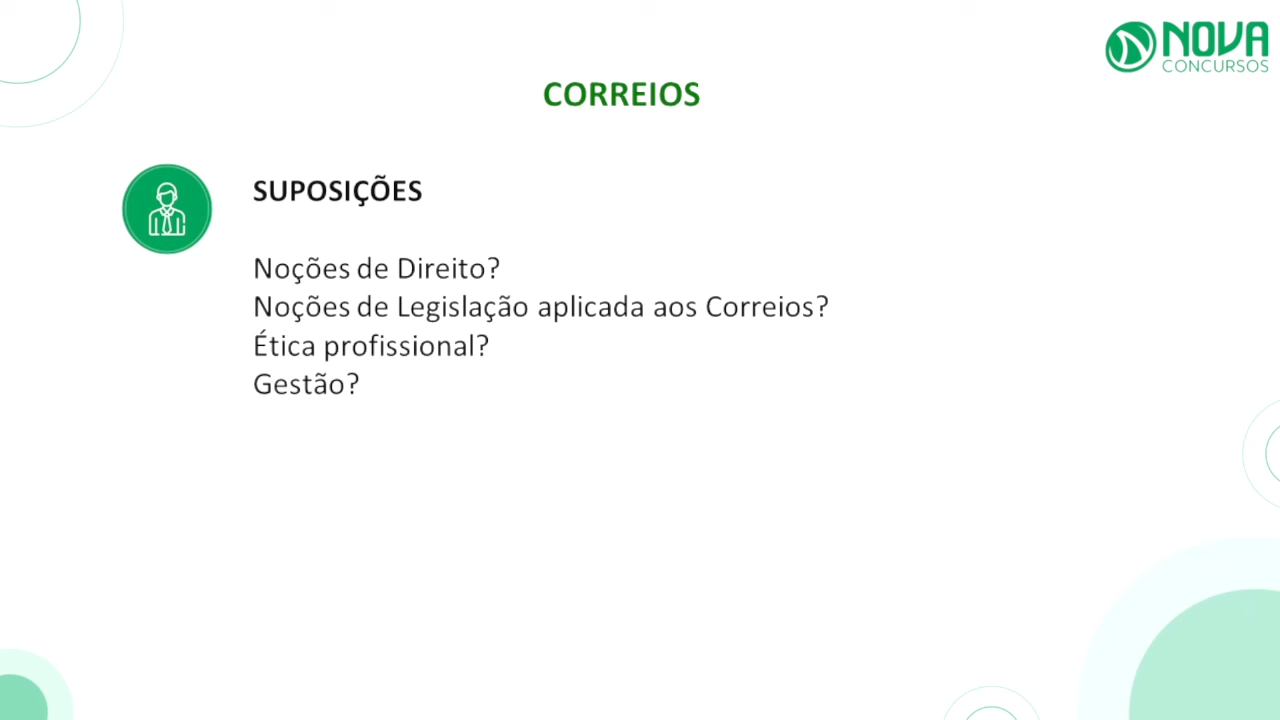 NOVA
CONCURSOS
CORREIOS
SUPOSIÇÕES
Noções de Direito?
Noções de Legislação aplicada aos Correios?
Ética profissional?
Gestão?